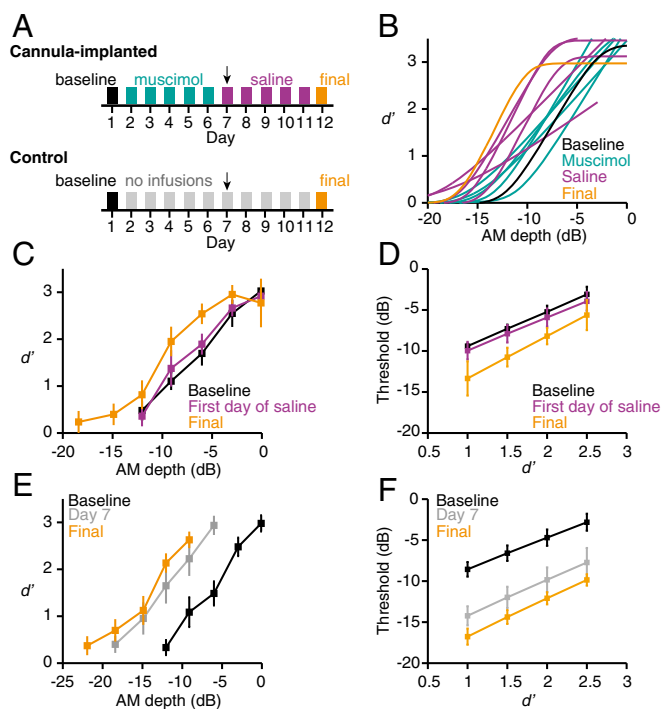 A
Cannula-implanted
baseline muscimol saline final
1 2 3 4 5 6 7 8 9 10 11 12
Day
Control
baseline no infusions final
1 2 3 4 5 6 7 8 9 10 11 12
Day
B
3
2
1
0
d'
-20 -15 -10 -5 0
AM depth (dB)
Baseline
Muscimol
Saline
Final
C
3
2
1
0
d'
-20 -15 -10 -5 0
AM depth (dB)
Baseline
First day of saline
Final
D
0
-5
-10
-15
-20
Threshold (dB)
0.5 1 1.5 2 2.5 3
d'
Baseline
First day of saline
Final
E
Baseline
Day 7
Final
3
2
1
0
d'
-25 -20 -15 -10 -5 0
AM depth (dB)
F
Baseline
Day 7
Final
0
-5
-10
-15
-20
Threshold (dB)
0.5 1 1.5 2 2.5 3
d'